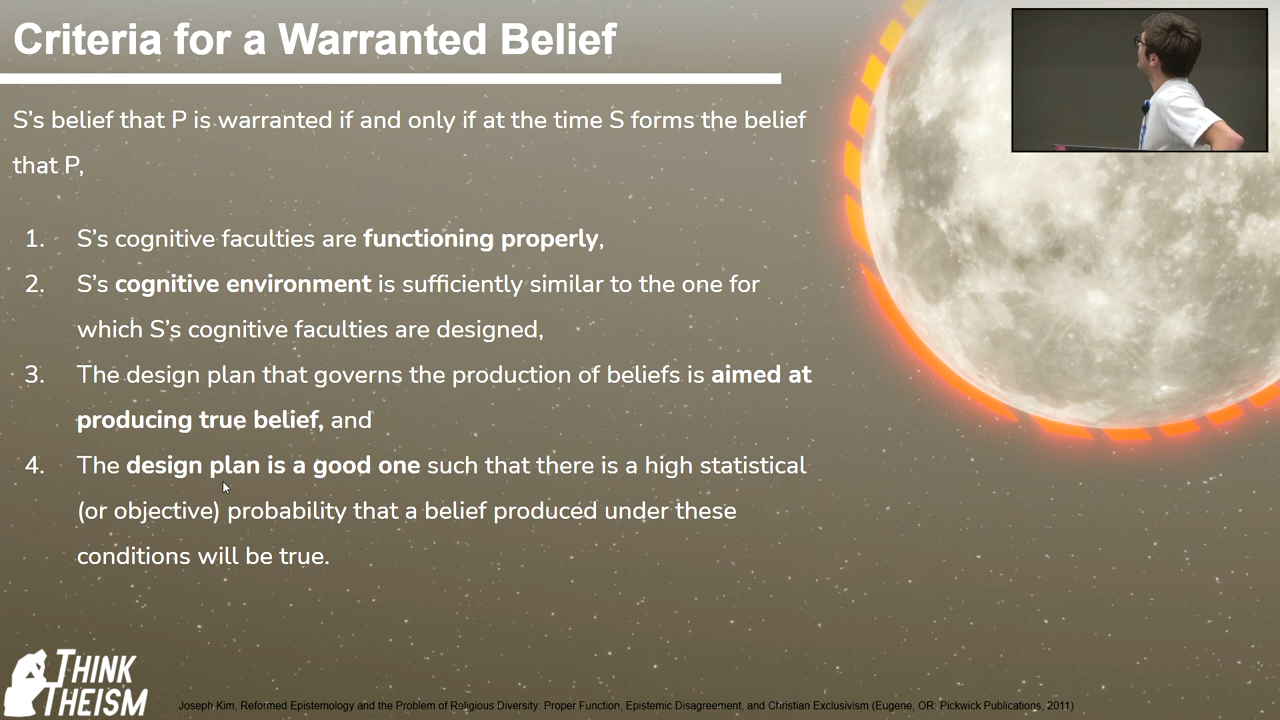 Criteria for a Warranted Belief
S’s belief that P is warranted if and only if at the time S forms the belief
that P,
1. S’s cognitive faculties are functioning properly,
2. S’s cognitive environment is sufficiently similar to the one for
which S’s cognitive faculties are designed,
3. The design plan that governs the production of beliefs is aimed at
producing true belief, and
4. The design plan is a good one such that there is a high statistical
(or objective) probability that a belief produced under these
conditions will be true.
THINK
THEISM
Joseph Kim, Reformed Epistemology and the Problem of Religious Diversity: Proper Function, Epistemic Disagreement, and Christian Exclusivism (Eugene, OR: Pickwick Publications, 2011)